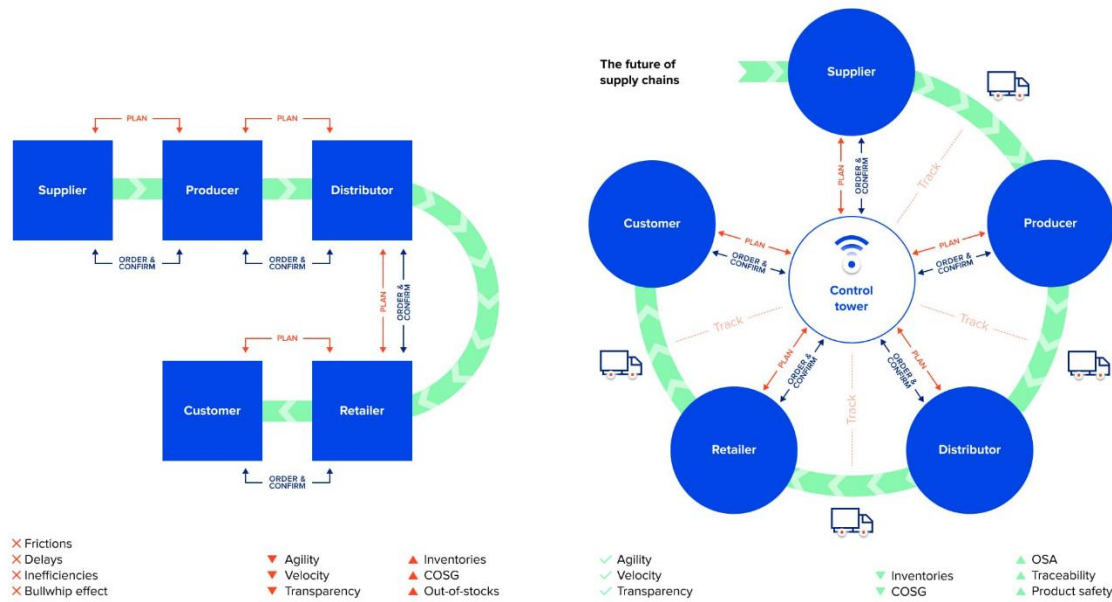 PLAN
PLAN
Supplier
Producer
Distributor
ORDER &
CONFIRM
ORDER &
CONFIRM
PLAN
ORDER &
CONFIRM
PLAN
Customer
Retailer
ORDER &
CONFIRM
Frictions
Delays
Inefficiencies
Bullwhip effect
Agility
Velocity
Transparency
Inventories
COSG
Out-of-stocks
The future of
supply chains
Supplier
PLAN
ORDER &
CONFIRM
Track
Customer
Producer
PLAN
ORDER &
CONFIRM
PLAN
ORDER &
CONFIRM
Control
tower
Track
Track
PLAN
ORDER &
CONFIRM
PLAN
ORDER &
CONFIRM
Track
Retailer
Distributor
Agility
Velocity
Transparency
Inventories
COSG
OSA
Traceability
Product safety